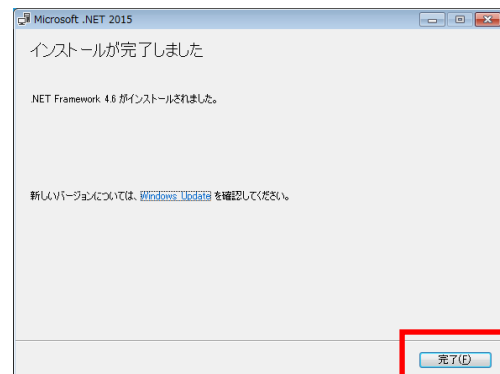 Microsoft .NET 2015
インストールが完了しました
.NET Framework 4.6 がインストールされました。
新しいバージョンについては、Windows Update を確認してください。
完了(F)